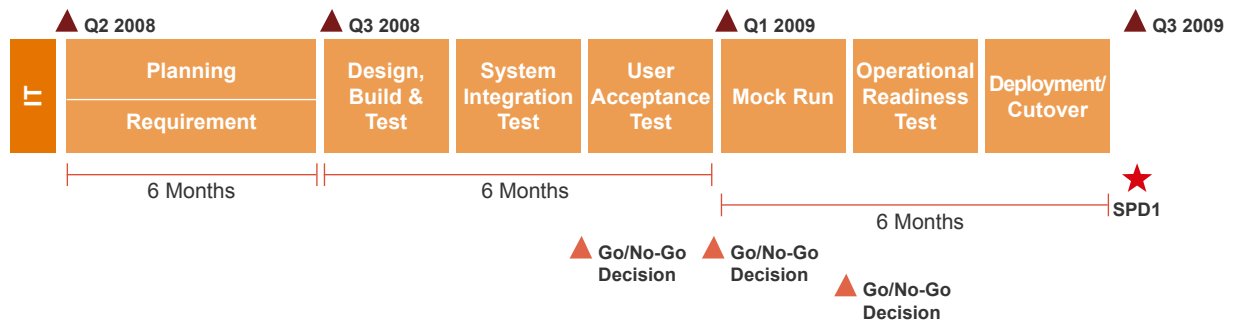 Q2 2008
Q3 2008
Q1 2009
Q3 2009
IT
Planning
Requirement
Design,
Build &
Test
System
Integration
Test
User
Acceptance
Test
Mock Run
Operational
Readiness
Test
Deployment/
Cutover
6 Months
6 Months
6 Months
SPD1
Go/No-Go
Decision
Go/No-Go
Decision
Go/No-Go
Decision